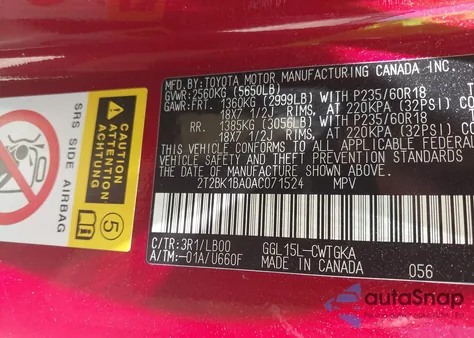 MFD. BY: TOYOTA MOTOR MANUFACTURING CANADA INC.
GVWR: 2560KG (5650LB)
GAWR: FRT. 1360KG (2999LB) WITH P235/60R18
18X7 1/2J RIMS, AT 220KPA (32PSI) COLD
RR. 1385KG (3056LB) WITH P235/60R18
18X7 1/2J RIMS, AT 220KPA (32PSI)
THIS VEHICLE CONFORMS TO ALL APPLICABLE FEDERAL
SAFETY AND THEFT PREVENTION STANDARDS
THE DATE OF MANUFACTURE SHOWN ABOVE.
2T2BK1BA0AC071524 MPV
C/TR: 3R1/LB00 GGL15L-CWTGKA
A/TM: -01A/U660F MADE IN CANADA 056
SRS SIDE AIRBAG
CAUTION
ATTENTION
ACHTUNG
5
autoSnap